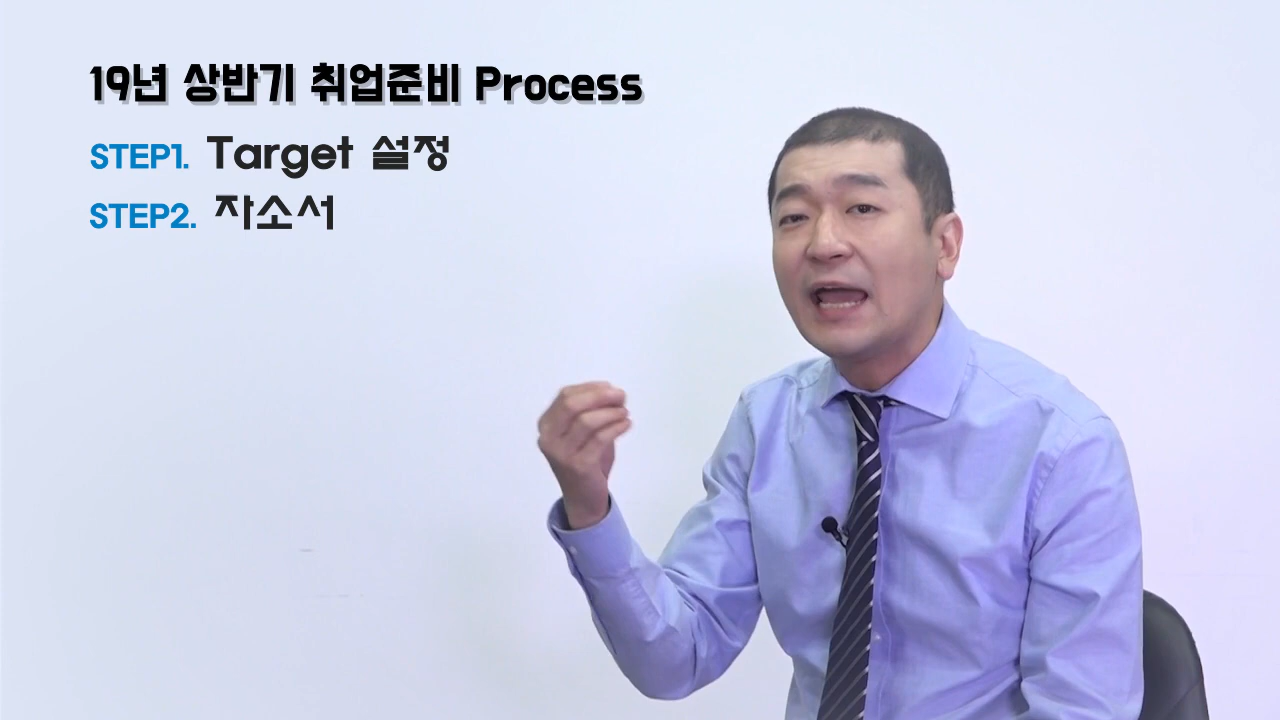 19년 상반기 취업준비 Process
STEP1. Target 설정
STEP2. 자소서